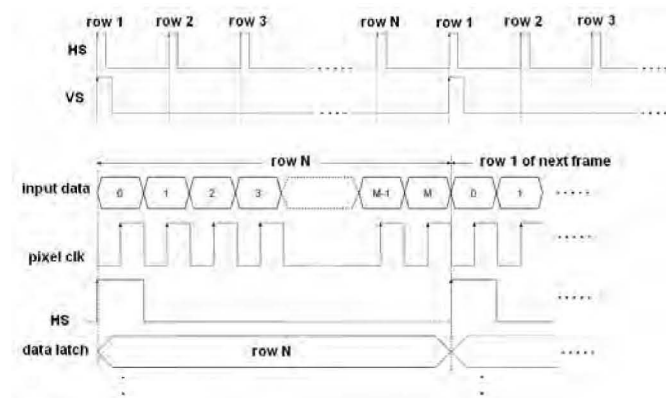 row 1 row 2 row 3 row N row 1 row 2 row 3
HS
VS
row N row 1 of next frame
input data 0 1 2 3 M-1 M 0 1
pixel clk
HS
data latch row N